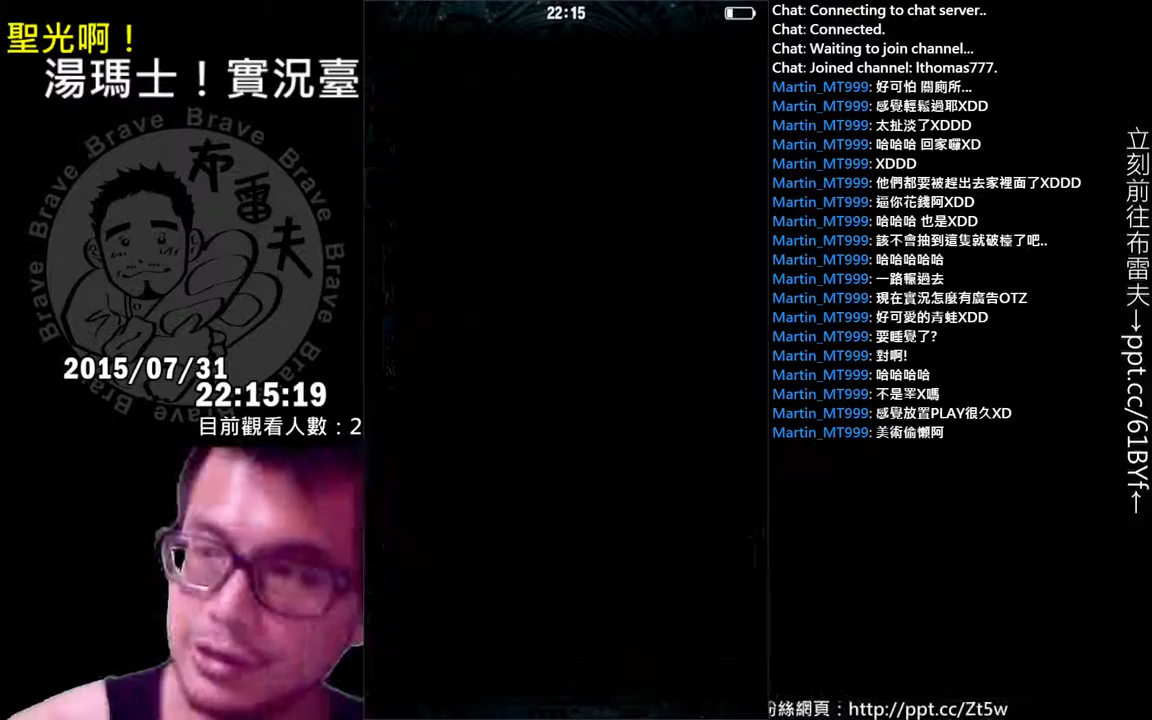 聖光啊！
湯瑪士！實況臺
Brave Brave Brave Brave Brave Brave Brave
布雷夫
2015/07/31
22:15:19
目前觀看人數：2
22:15
Chat: Connecting to chat server..
Chat: Connected.
Chat: Waiting to join channel...
Chat: Joined channel: lthomas777.
Martin_MT999: 好可怕 關廁所...
Martin_MT999: 感覺輕鬆過耶XDD
Martin_MT999: 太扯淡了XDDD
Martin_MT999: 哈哈哈 回家囉XD
Martin_MT999: XDDD
Martin_MT999: 他們都要被趕出去家裡面了XDDD
Martin_MT999: 逼你花錢阿XDD
Martin_MT999: 哈哈哈 也是XDD
Martin_MT999: 該不會抽到這隻就破檯了吧..
Martin_MT999: 哈哈哈哈哈
Martin_MT999: 一路輾過去
Martin_MT999: 現在實況怎麼有廣告OTZ
Martin_MT999: 好可愛的青蛙XDD
Martin_MT999: 要睡覺了?
Martin_MT999: 對啊!
Martin_MT999: 哈哈哈哈
Martin_MT999: 不是睪X嗎
Martin_MT999: 感覺放置PLAY很久XD
Martin_MT999: 美術偷懶阿
立刻前往布雷夫→ppt.cc/61BYf←
粉絲網頁：http://ppt.cc/Zt5w